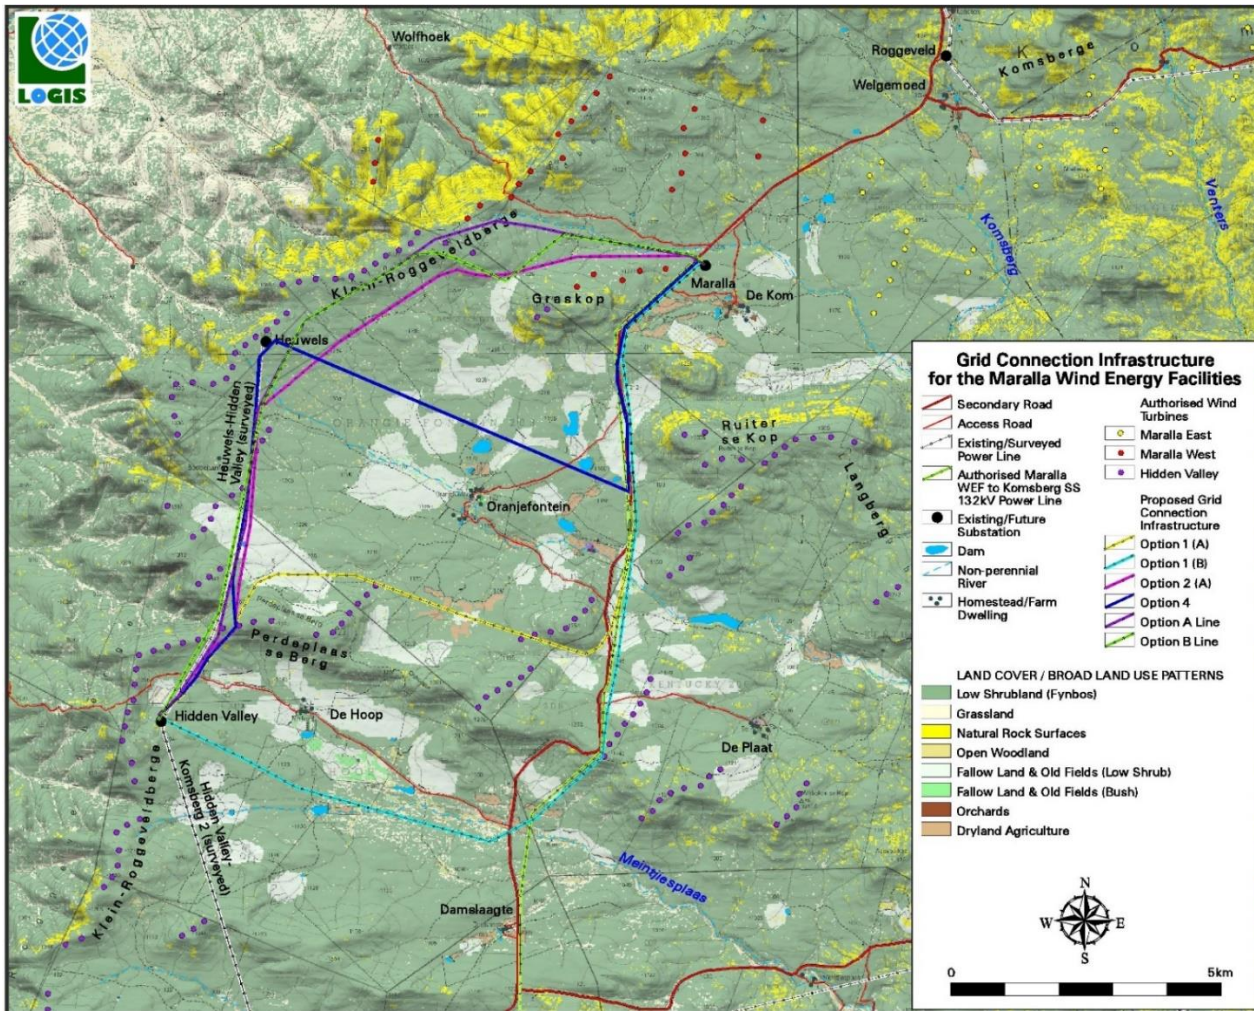 LOGIS
Wolfhoek
Roggeveld
Welgemoed
Komsberge
K o m
Venters
Komsberg
Klein-Roggeveldberge
Maralla
De Kom
Graskop
Heuwels
Heuwels-Hidden
Valley (surveyed)
Ruiter
se Kop
Langberg
Oranjefontein
Perdeplaas
se Berg
KENTUCKY
Hidden Valley
De Hoop
De Plaat
Klein-Roggeveldberge
Hidden Valley-
Komsberg 2 (surveyed)
Meintjiesplaas
Damslaagte
Grid Connection Infrastructure
for the Maralla Wind Energy Facilities
Secondary Road
Access Road
Existing/Surveyed
Power Line
Authorised Maralla
WEF to Komsberg SS
132kV Power Line
Existing/Future
Substation
Dam
Non-perennial
River
Homestead/Farm
Dwelling
Authorised Wind
Turbines
Maralla East
Maralla West
Hidden Valley
Proposed Grid
Connection
Infrastructure
Option 1 (A)
Option 1 (B)
Option 2 (A)
Option 4
Option A Line
Option B Line
LAND COVER / BROAD LAND USE PATTERNS
Low Shrubland (Fynbos)
Grassland
Natural Rock Surfaces
Open Woodland
Fallow Land & Old Fields (Low Shrub)
Fallow Land & Old Fields (Bush)
Orchards
Dryland Agriculture
N
W E
S
0 5km